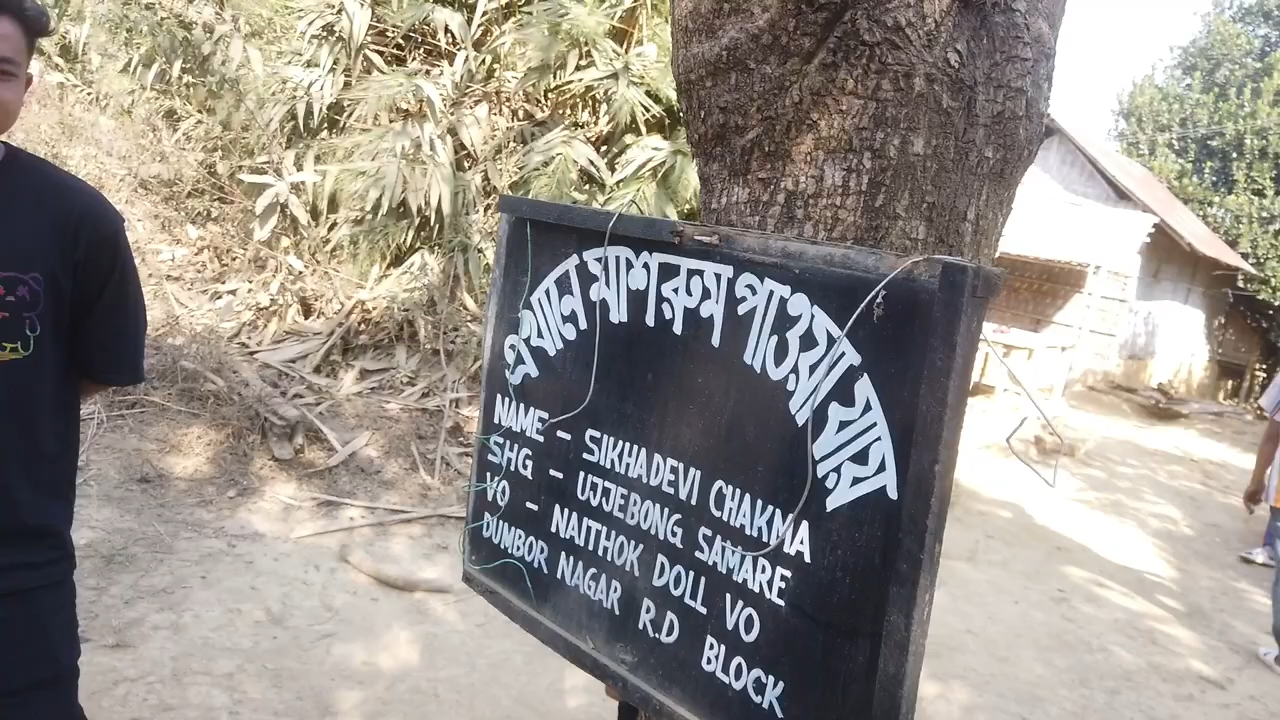 এখানে মাশরুম পাওয়া যায়
NAME - SIKHADEVI CHAKMA
SHG - UJJEBONG SAMARE
VO - NAITHOK DOLL VO
DUMBOR NAGAR R.D BLOCK